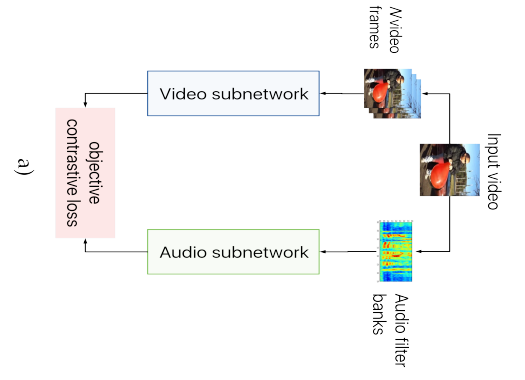 Input video
N video
frames
Audio filter
banks
Video subnetwork
Audio subnetwork
objective
contrastive loss
a)